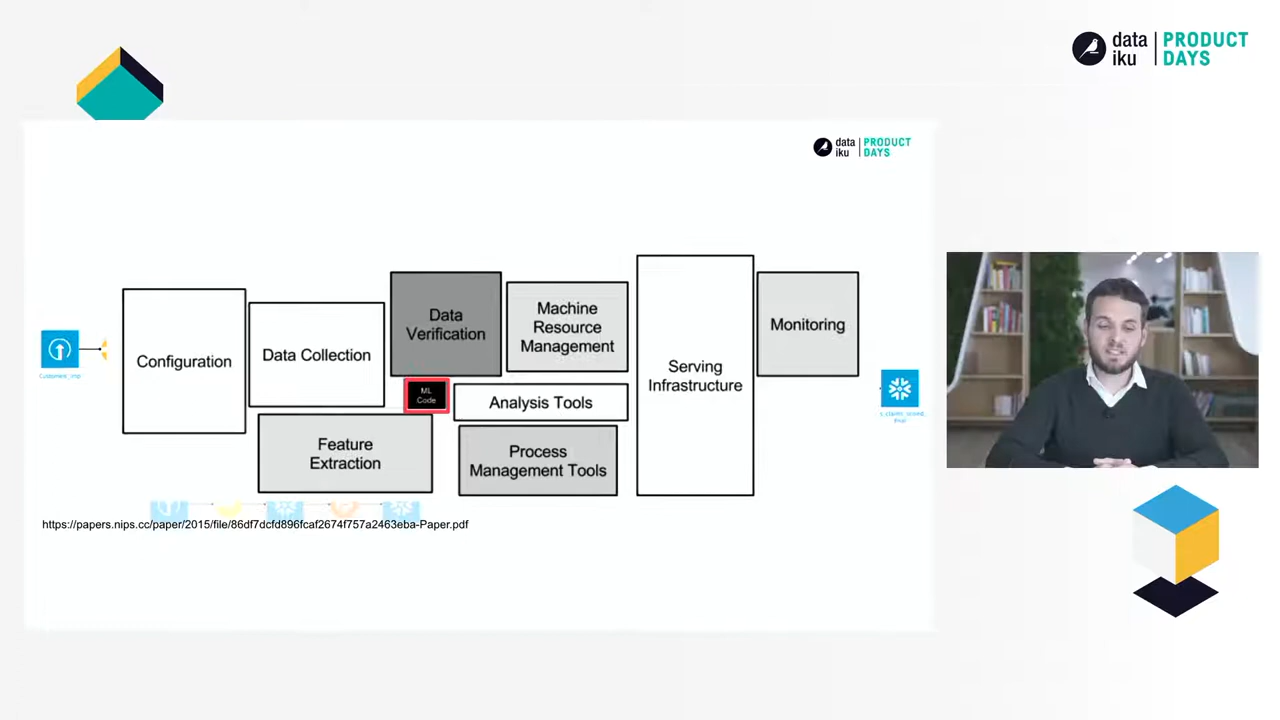 data
iku
PRODUCT
DAYS
data
iku
PRODUCT
DAYS
Configuration
Data Collection
Data
Verification
Machine
Resource
Management
Serving
Infrastructure
Monitoring
ML
Code
Analysis Tools
Feature
Extraction
Process
Management Tools
https://papers.nips.cc/paper/2015/file/86df7dcfd896fcaf2674f757a2463eba-Paper.pdf